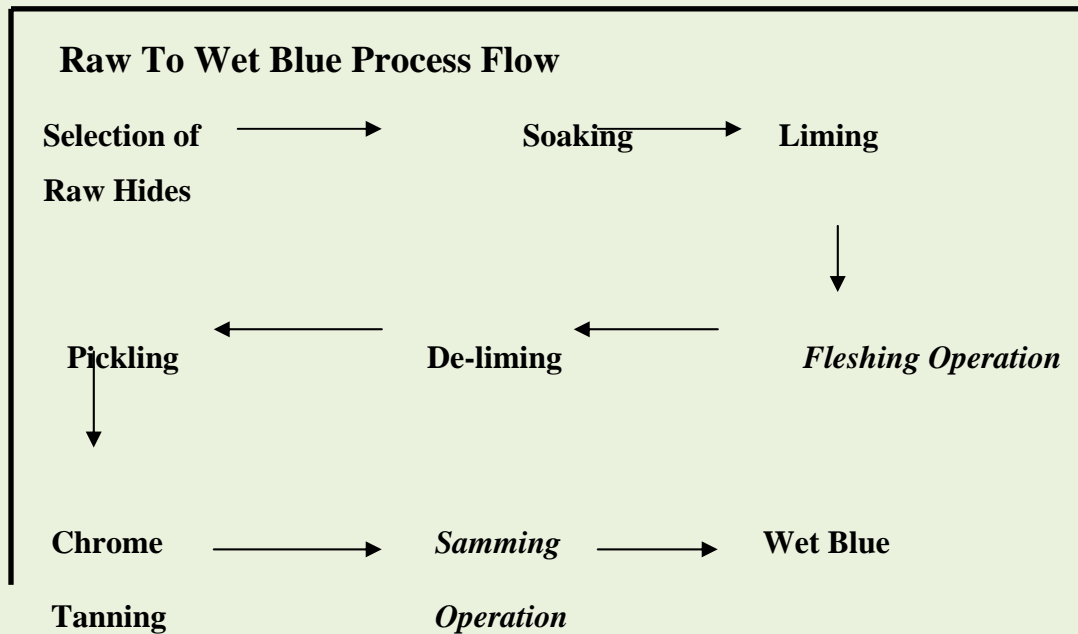 Raw To Wet Blue Process Flow
Selection of Soaking Liming
Raw Hides
Pickling De-liming Fleshing Operation
Chrome Samming Wet Blue
Tanning Operation